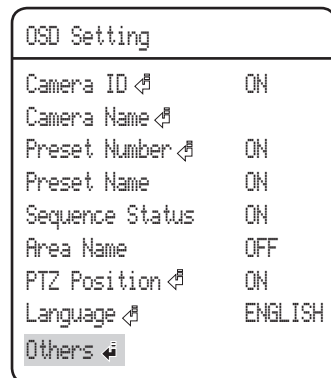 OSD Setting
Camera ID ON
Camera Name
Preset Number ON
Preset Name ON
Sequence Status ON
Area Name OFF
PTZ Position ON
Language ENGLISH
Others